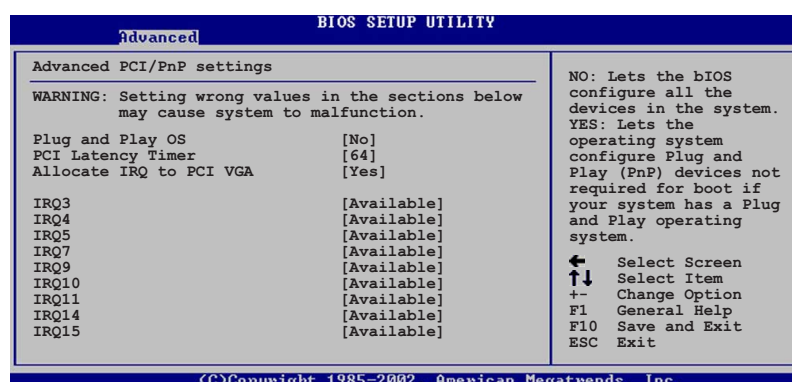 BIOS SETUP UTILITY
Advanced
Advanced PCI/PnP settings
WARNING: Setting wrong values in the sections below
may cause system to malfunction.
Plug and Play OS [No]
PCI Latency Timer [64]
Allocate IRQ to PCI VGA [Yes]
IRQ3 [Available]
IRQ4 [Available]
IRQ5 [Available]
IRQ7 [Available]
IRQ9 [Available]
IRQ10 [Available]
IRQ11 [Available]
IRQ14 [Available]
IRQ15 [Available]
NO: Lets the bIOS
configure all the
devices in the system.
YES: Lets the
operating system
configure Plug and
Play (PnP) devices not
required for boot if
your system has a Plug
and Play operating
system.
← Select Screen
↑↓ Select Item
+- Change Option
F1 General Help
F10 Save and Exit
ESC Exit
(C)Copyright 1985-2002, American Megatrends, Inc.